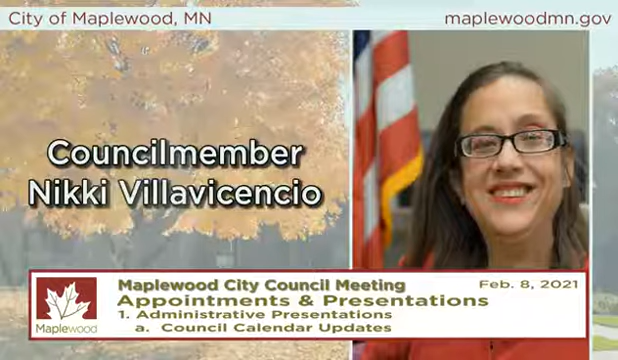 City of Maplewood, MN
maplewoodmn.gov
Councilmember
Nikki Villavicencio
Maplewood City Council Meeting
Feb. 8, 2021
Appointments & Presentations
1. Administrative Presentations
a. Council Calendar Updates
Maplewood